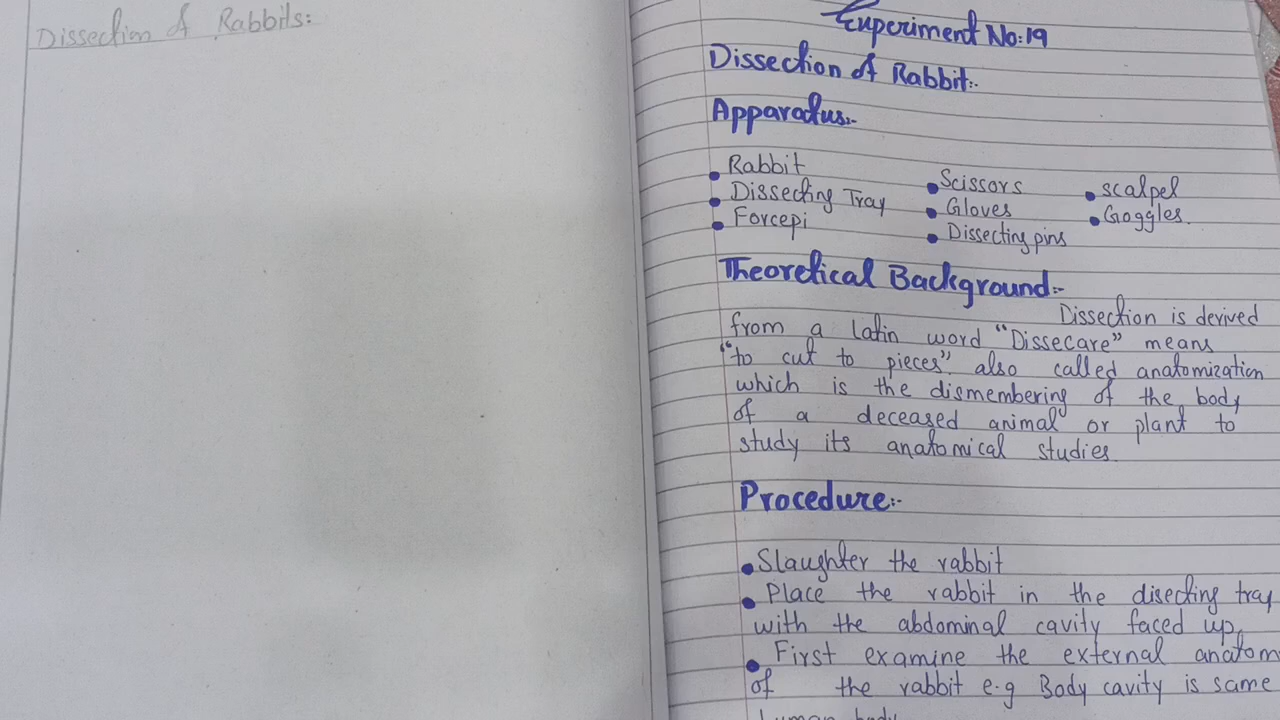 Dissection of Rabbits:
Experiment No:19
Dissection of Rabbit:-
Apparatus:-
• Rabbit
• Dissecting Tray
• Forcepi
• Scissors
• Gloves
• Dissecting pins
• scalpel
• Goggles.
Theoretical Background:-
Dissection is derived
from a Latin word "Dissecare" means
"to cut to pieces". also called anatomization
which is the dismembering of the body
of a deceased animal or plant to
study its anatomical studies.
Procedure:-
• Slaughter the rabbit
• Place the rabbit in the disecting tray
with the abdominal cavity faced up.
• First examine the external anatom
of the rabbit e.g Body cavity is same
human body